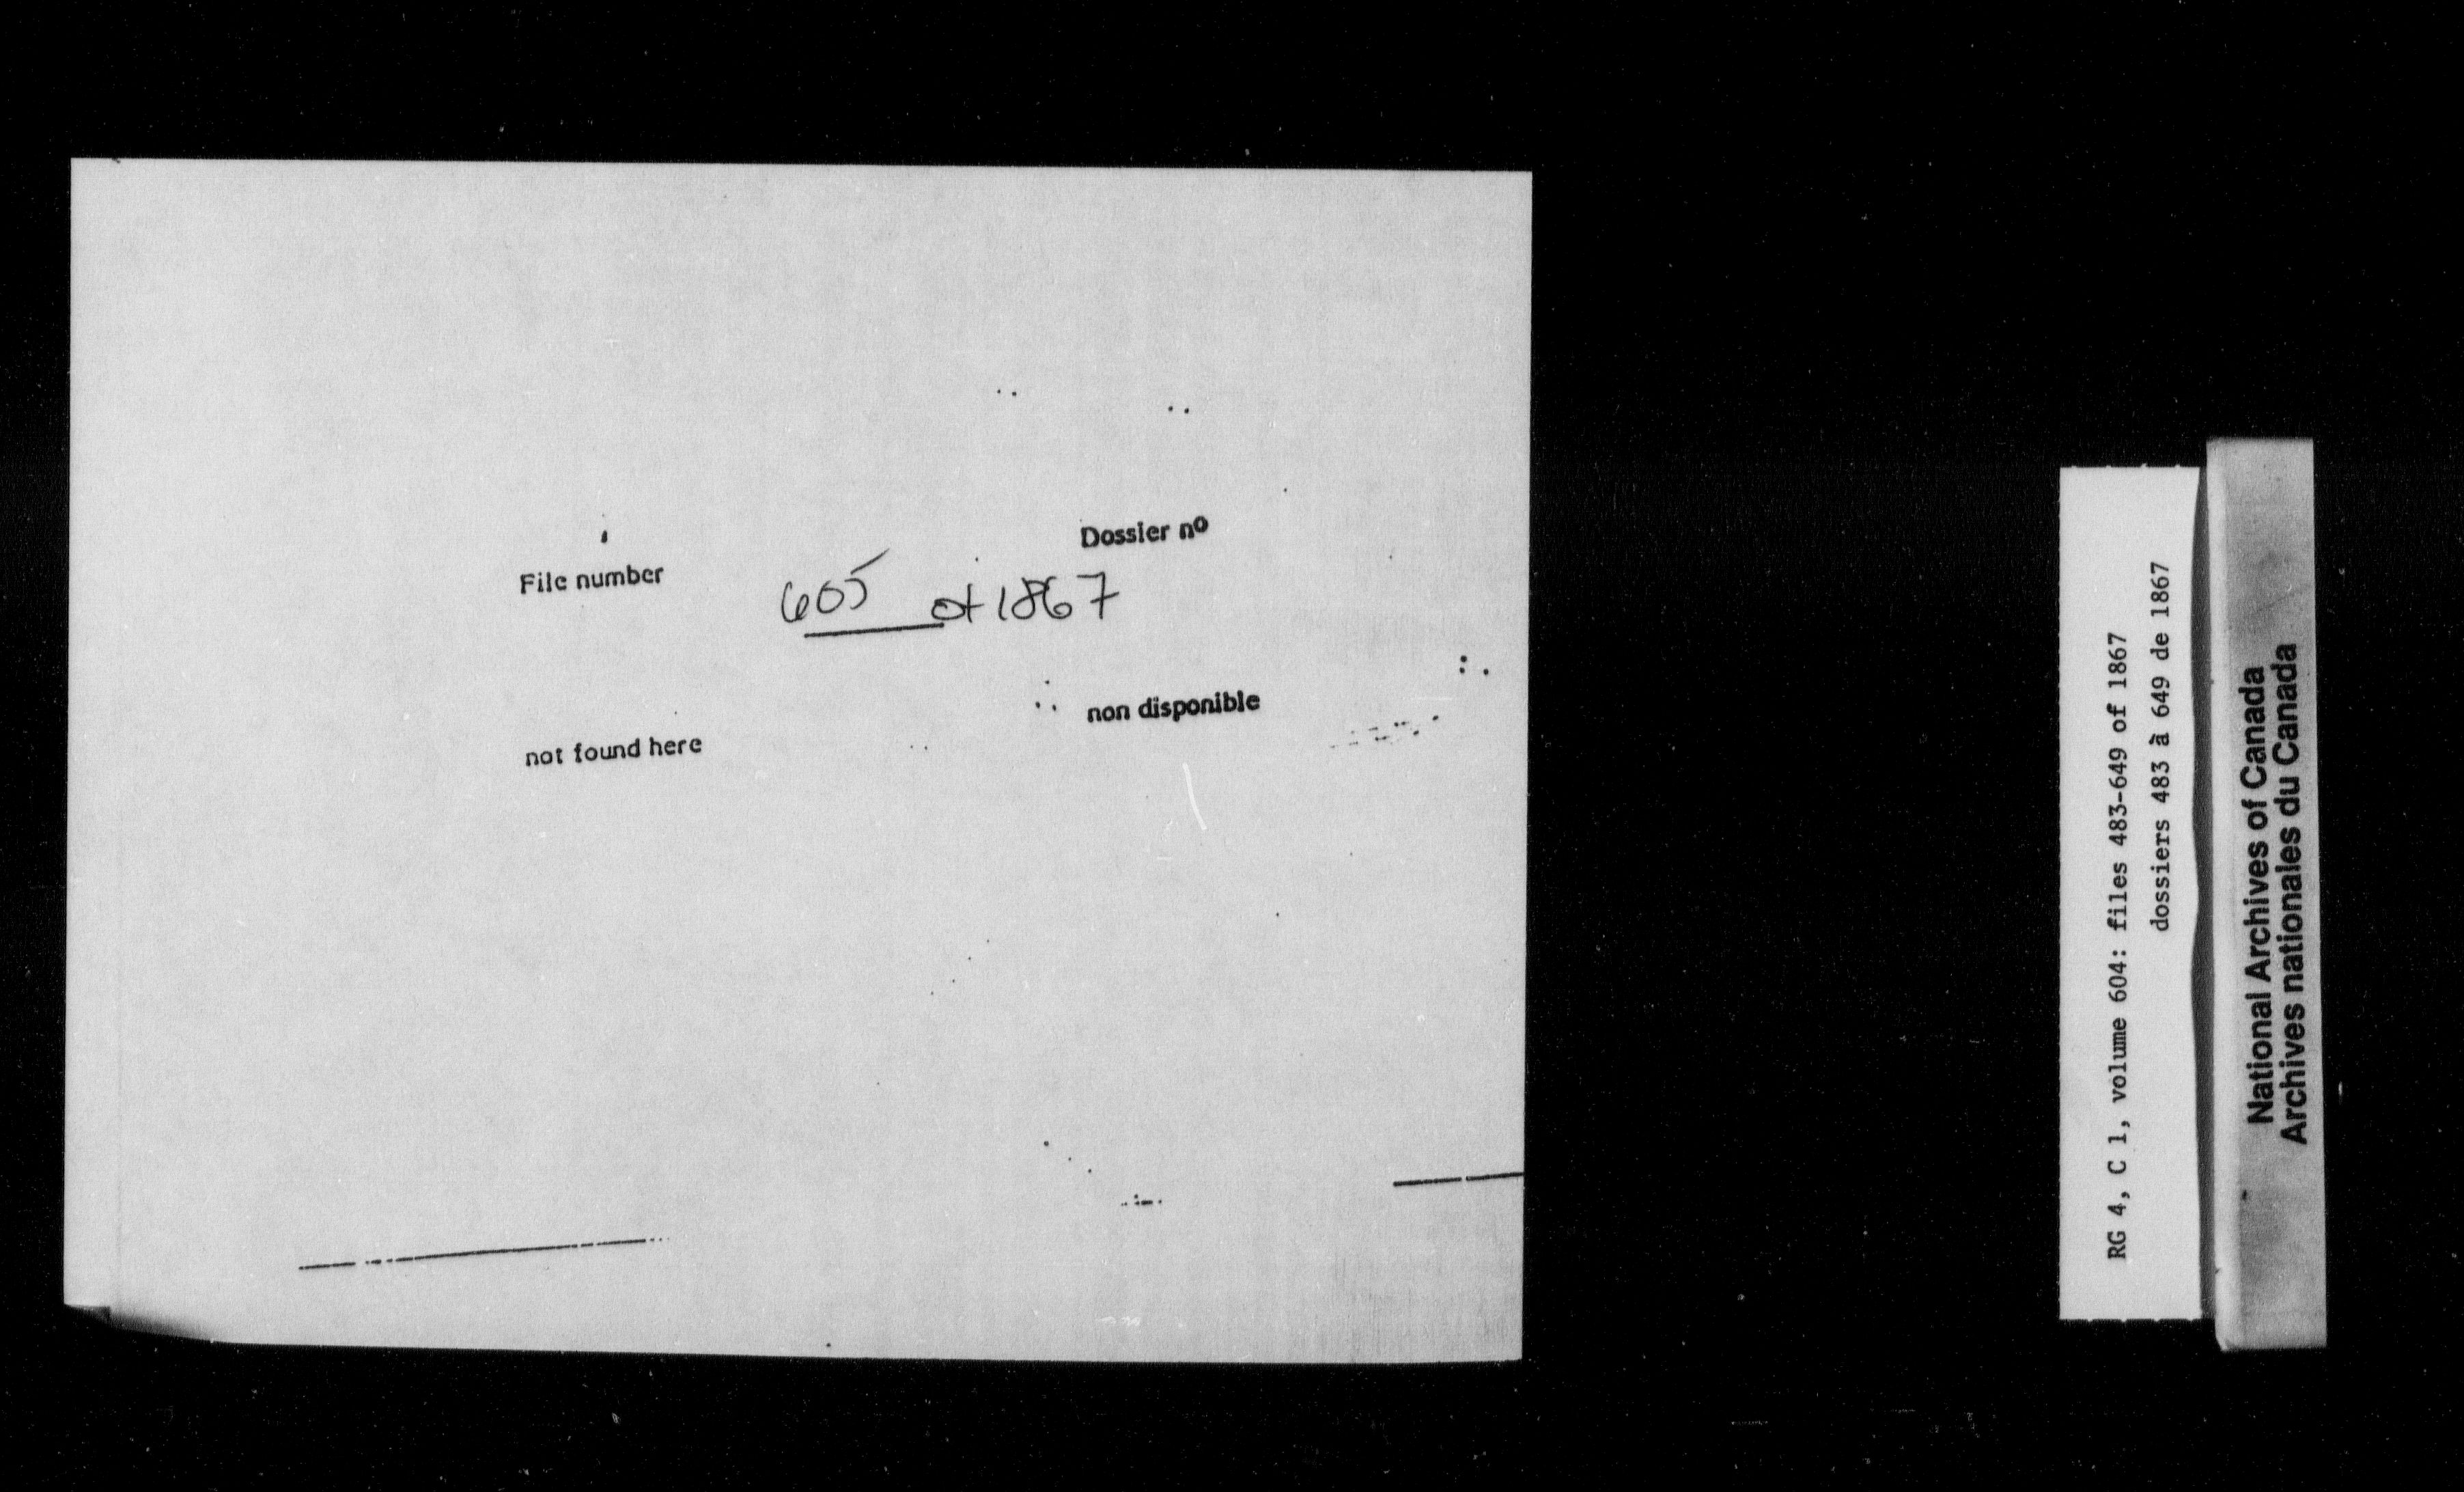 Dossier nº
File number
605 of 1867
non disponible
not found here
RG 4, C 1, volume 604: files 483-649 of 1867
dossiers 483 à 649 de 1867
National Archives of Canada
Archives nationales du Canada